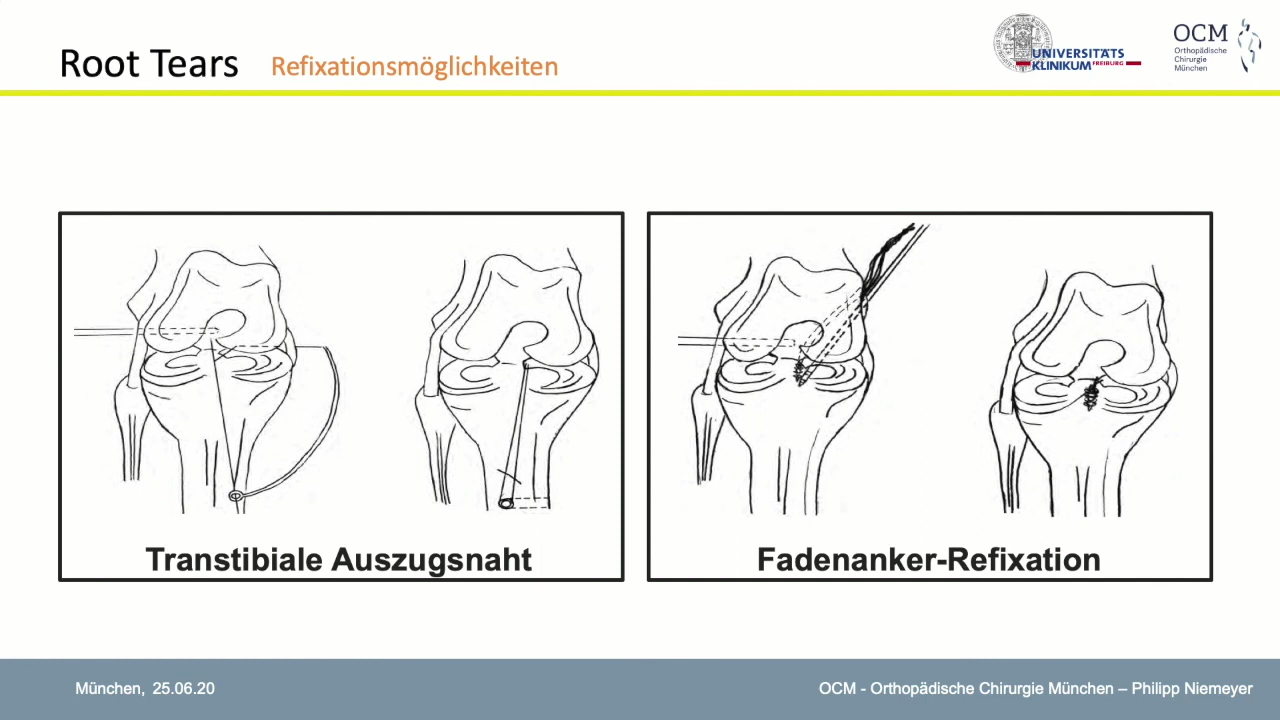 Root Tears Refixationsmöglichkeiten
UNIVERSITÄTS
KLINIKUM FREIBURG
OCM
Orthopädische
Chirurgie
München
Transtibiale Auszugsnaht
Fadenanker-Refixation
München, 25.06.20
OCM - Orthopädische Chirurgie München – Philipp Niemeyer